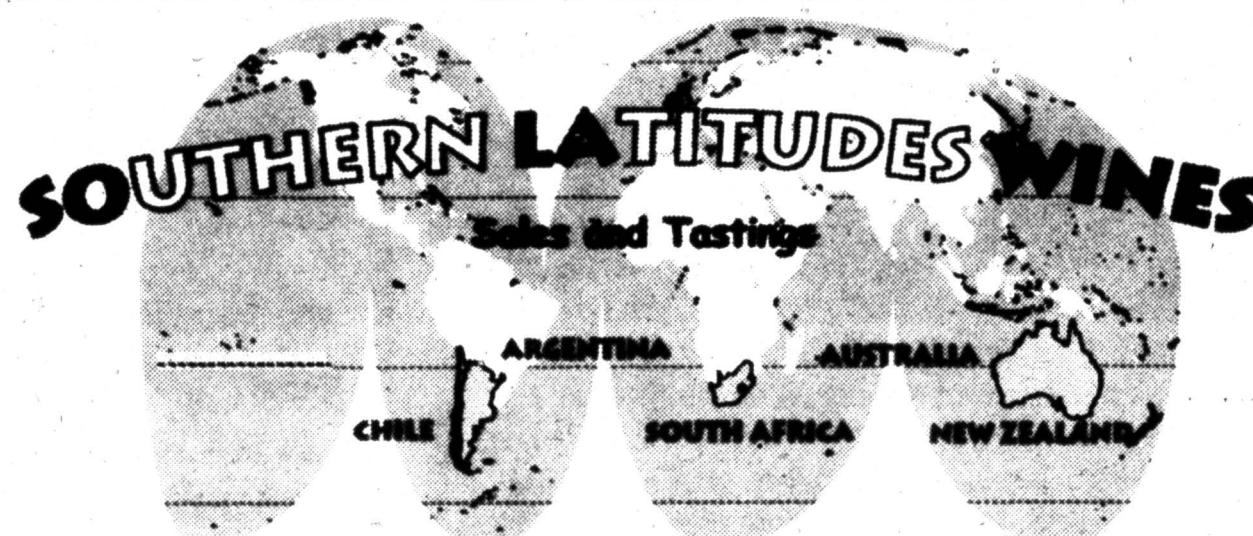 SOUTHERN LATITUDES WINES
Sales and Tastings
ARGENTINA
AUSTRALIA
CHILE
SOUTH AFRICA
NEW ZEALAND